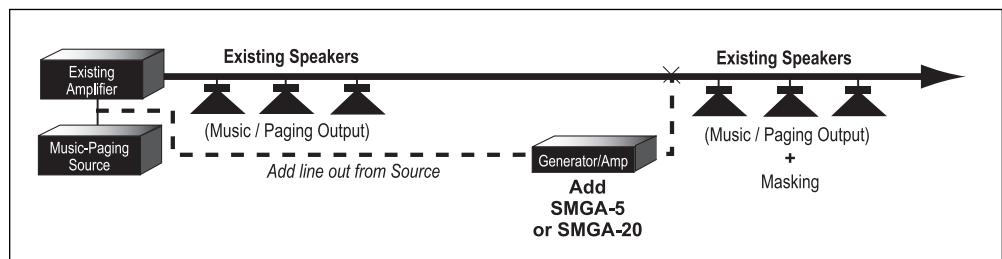 Existing Speakers
Existing Speakers
Existing
Amplifier
(Music / Paging Output)
(Music / Paging Output)
+
Masking
Music-Paging
Source
Add line out from Source
Generator/Amp
Add
SMGA-5
or SMGA-20